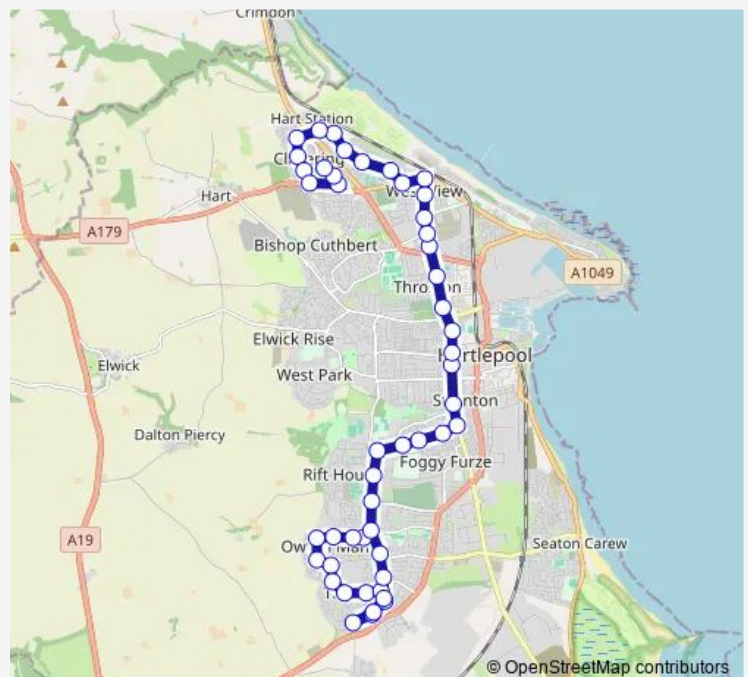 Crimdon
Hart Station
Hart
A179
Bishop Cuthbert
A1049
Elwick Rise
Hartlepool
Elwick
West Park
Dalton Piercy
Foggy Furze
A19
Seaton Carew
© OpenStreetMap contributors